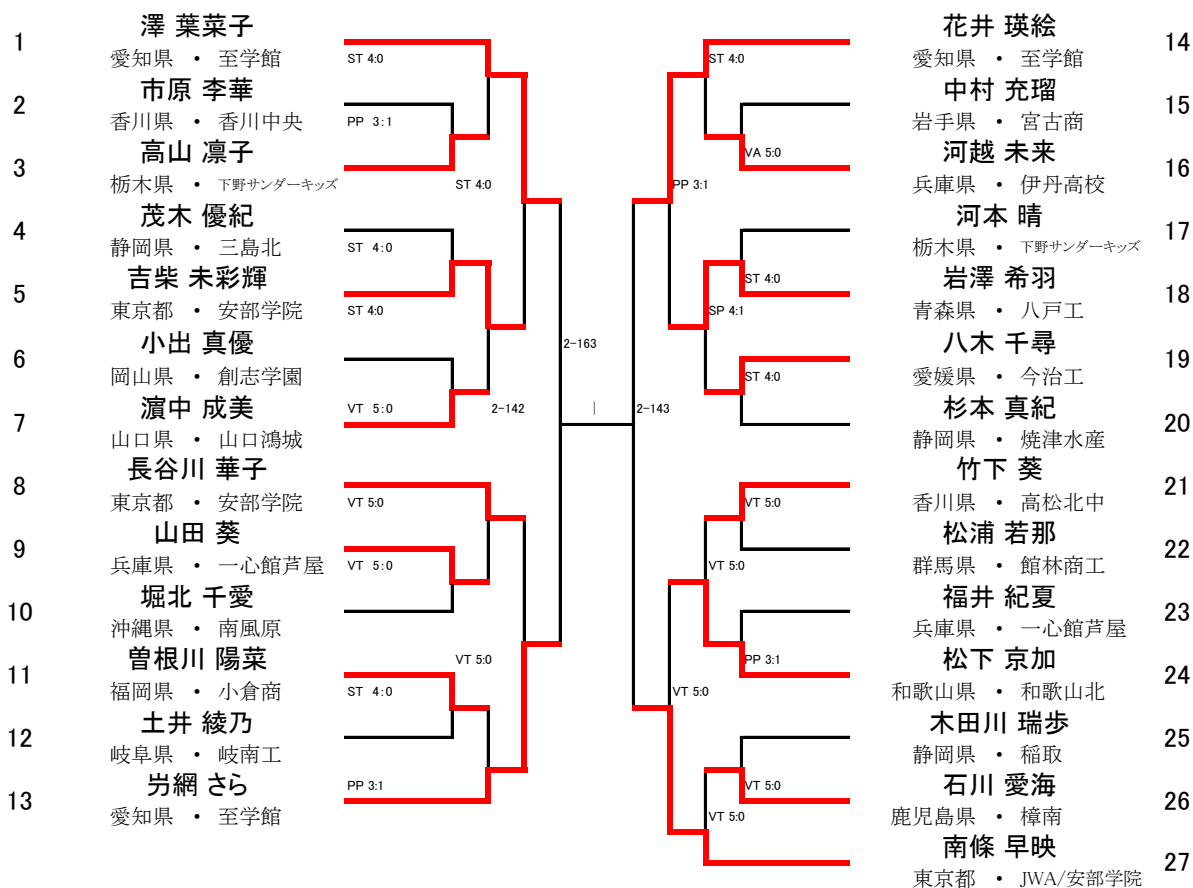 1 澤 葉菜子
愛知県 ・ 至学館
ST 4:0
2 市原 李華
香川県 ・ 香川中央
PP 3:1
3 高山 凛子
栃木県 ・ 下野サンダーキッズ
ST 4:0
4 茂木 優紀
静岡県 ・ 三島北
ST 4:0
5 吉柴 未彩輝
東京都 ・ 安部学院
ST 4:0
6 小出 真優
岡山県 ・ 創志学園
7 濵中 成美
山口県 ・ 山口鴻城
VT 5:0
2-142
8 長谷川 華子
東京都 ・ 安部学院
VT 5:0
9 山田 葵
兵庫県 ・ 一心館芦屋
VT 5:0
10 堀北 千愛
沖縄県 ・ 南風原
VT 5:0
11 曽根川 陽菜
福岡県 ・ 小倉商
ST 4:0
12 土井 綾乃
岐阜県 ・ 岐南工
13 屶網 さら
愛知県 ・ 至学館
PP 3:1
2-163
|
2-143
花井 瑛絵 14
愛知県 ・ 至学館
ST 4:0
中村 充瑠 15
岩手県 ・ 宮古商
VA 5:0
河越 未来 16
兵庫県 ・ 伊丹高校
PP 3:1
河本 晴 17
栃木県 ・ 下野サンダーキッズ
ST 4:0
岩澤 希羽 18
青森県 ・ 八戸工
SP 4:1
八木 千尋 19
愛媛県 ・ 今治工
ST 4:0
杉本 真紀 20
静岡県 ・ 焼津水産
竹下 葵 21
香川県 ・ 高松北中
VT 5:0
松浦 若那 22
群馬県 ・ 館林商工
VT 5:0
福井 紀夏 23
兵庫県 ・ 一心館芦屋
PP 3:1
松下 京加 24
和歌山県 ・ 和歌山北
VT 5:0
木田川 瑞歩 25
静岡県 ・ 稲取
VT 5:0
石川 愛海 26
鹿児島県 ・ 樟南
VT 5:0
南條 早映 27
東京都 ・ JWA/安部学院